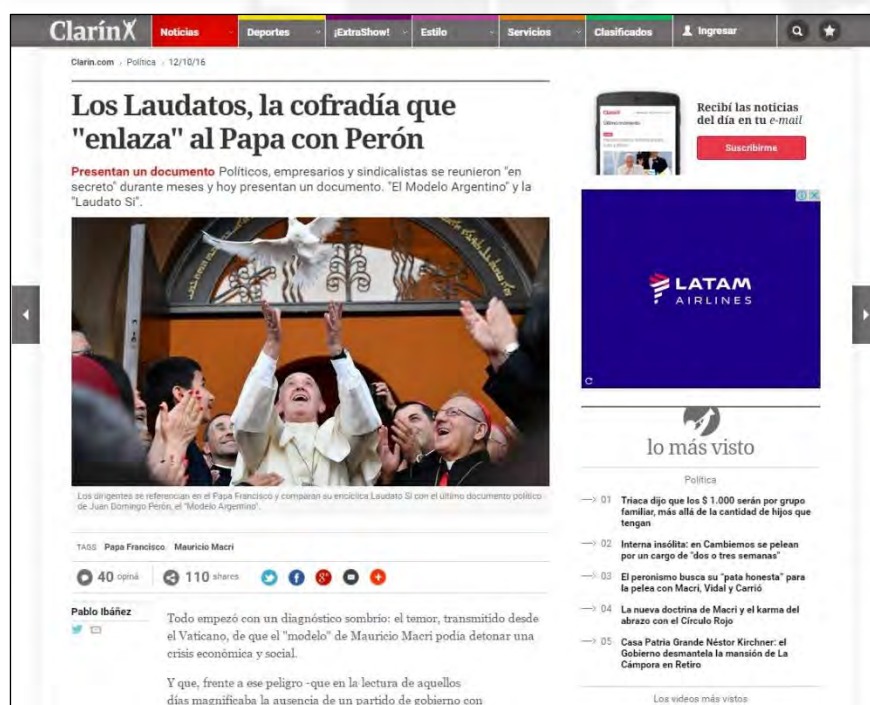 ClarínX
Noticias
Deportes
¡ExtraShow!
Estilo
Servicios
Clasificados
Ingresar
Clarin.com › Política › 12/10/16
Los Laudatos, la cofradía que
"enlaza" al Papa con Perón
Presentan un documento Políticos, empresarios y sindicalistas se reunieron "en
secreto" durante meses y hoy presentan un documento. "El Modelo Argentino" y la
"Laudato Si".
Los dirigentes se referencian en el Papa Francisco y comparan su encíclica Laudato Si con el último documento político
de Juan Domingo Perón, el "Modelo Argentino".
TAGS Papa Francisco Mauricio Macri
40 opiná
110 shares
Pablo Ibáñez
Todo empezó con un diagnóstico sombrío: el temor, transmitido desde
el Vaticano, de que el "modelo" de Mauricio Macri podía detonar una
crisis económica y social.
Y que, frente a ese peligro -que en la lectura de aquellos
días magnificaba la ausencia de un partido de gobierno con
Recibí las noticias
del día en tu e-mail
Suscribirme
LATAM
AIRLINES
lo más visto
Política
01 Triaca dijo que los $ 1.000 serán por grupo
familiar, más allá de la cantidad de hijos que
tengan
02 Interna insólita: en Cambiemos se pelean
por un cargo de "dos o tres semanas"
03 El peronismo busca su "pata honesta" para
la pelea con Macri, Vidal y Carrió
04 La nueva doctrina de Macri y el karma del
abrazo con el Círculo Rojo
05 Casa Patria Grande Néstor Kirchner: el
Gobierno desmantela la mansión de La
Cámpora en Retiro
Los videos más vistos